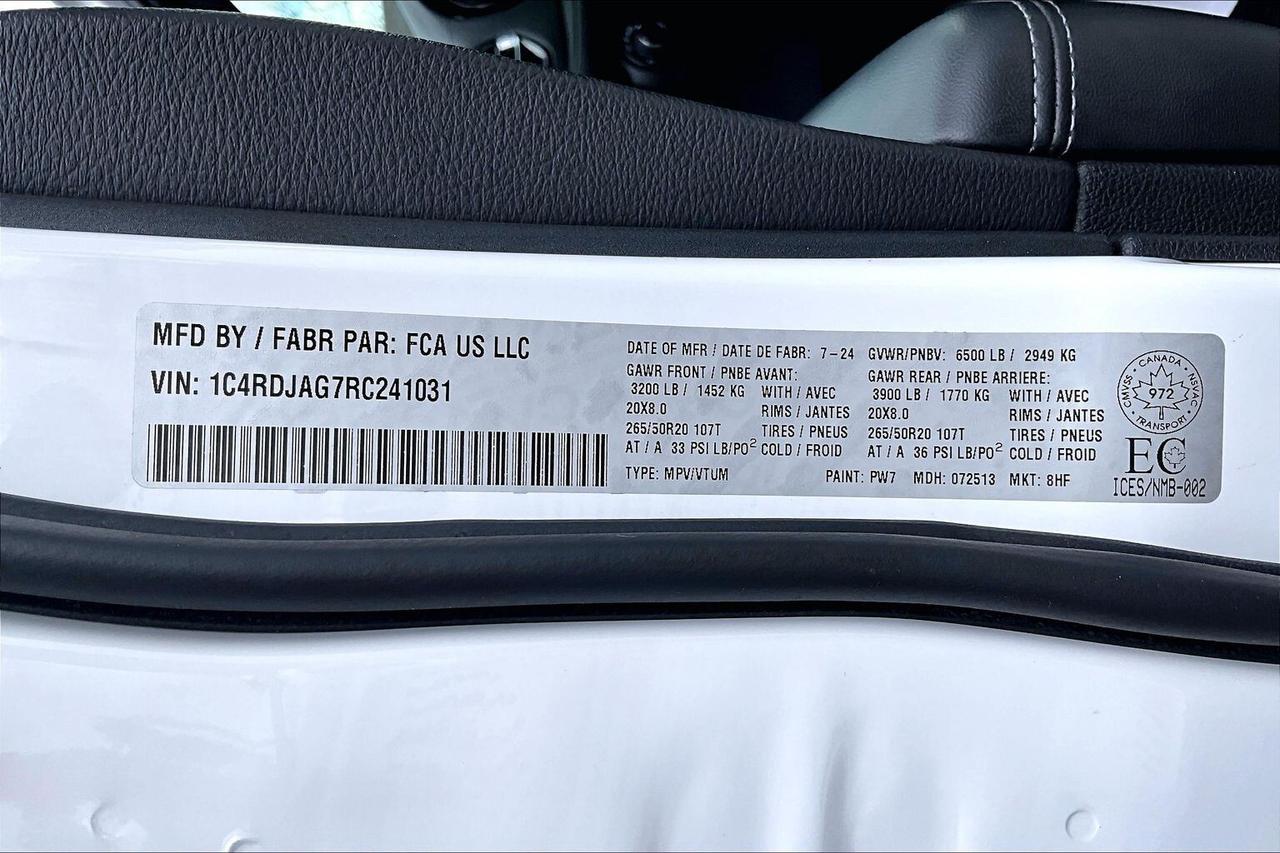 MFD BY / FABR PAR: FCA US LLC
VIN: 1C4RDJAG7RC241031
DATE OF MFR / DATE DE FABR: 7-24 GVWR/PNBV: 6500 LB / 2949 KG
GAWR FRONT / PNBE AVANT: GAWR REAR / PNBE ARRIERE:
3200 LB / 1452 KG WITH / AVEC 3900 LB / 1770 KG WITH / AVEC
20X8.0 RIMS / JANTES 20X8.0 RIMS / JANTES
265/50R20 107T TIRES / PNEUS 265/50R20 107T TIRES / PNEUS
AT / A 33 PSI LB/PO² COLD / FROID AT / A 36 PSI LB/PO² COLD / FROID
TYPE: MPV/VTUM PAINT: PW7 MDH: 072513 MKT: 8HF
CANADA
CMVSS 972 NSVAC
TRANSPORT
EC
ICES/NMB-002